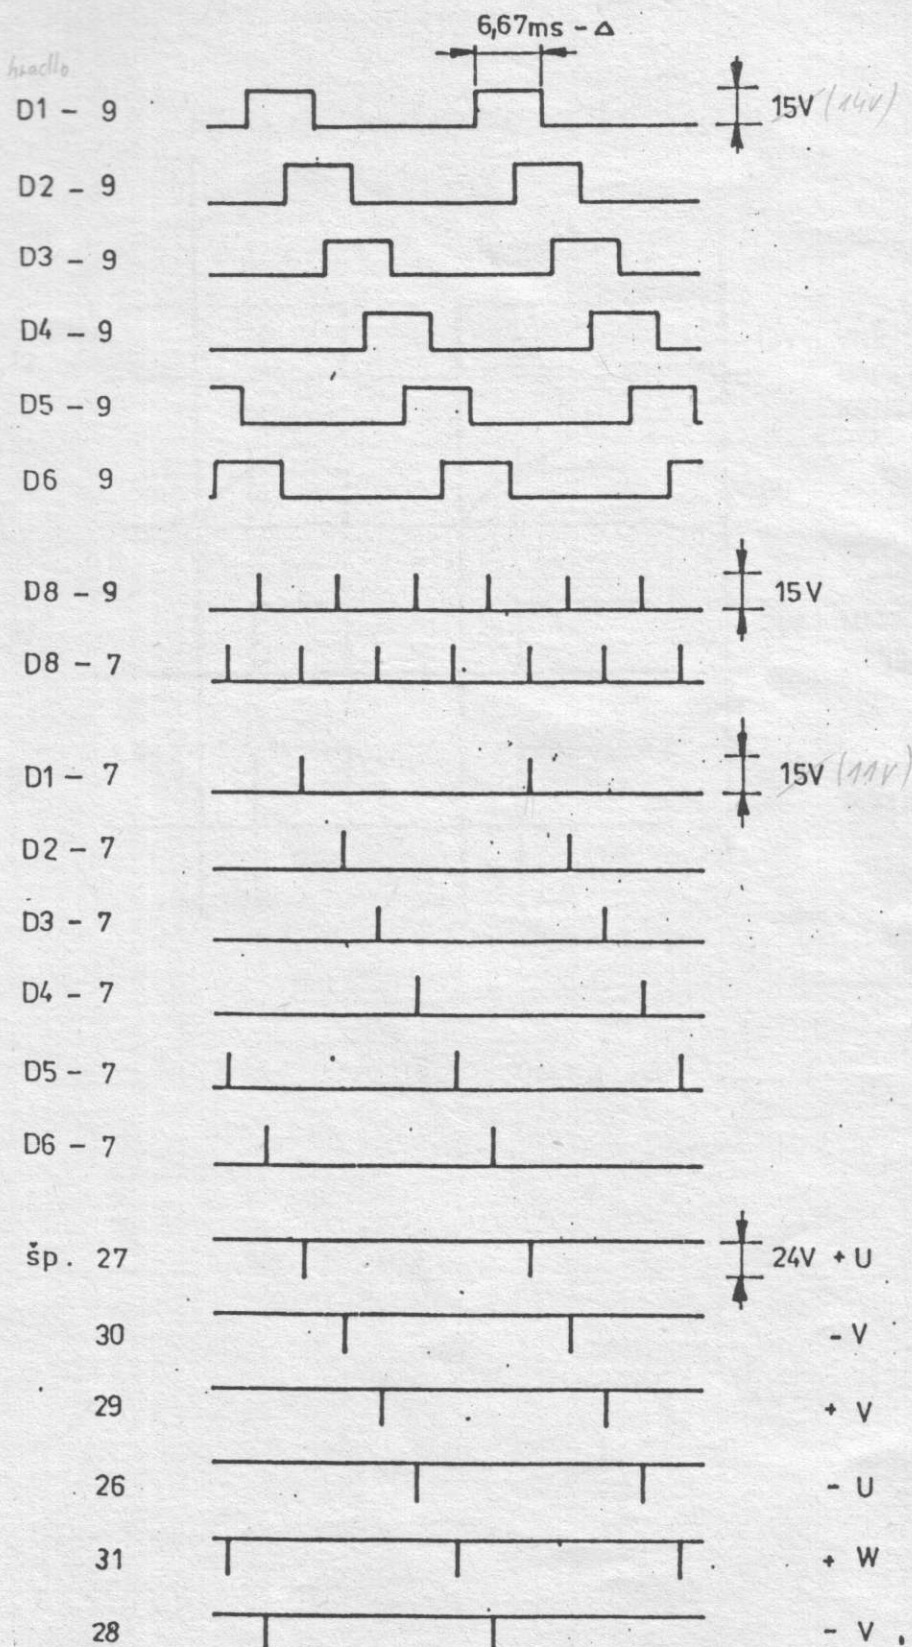 6,67ms - Δ
hradlo
D1 - 9 15V (14V)
D2 - 9
D3 - 9
D4 - 9
D5 - 9
D6 9
D8 - 9 15V
D8 - 7
D1 - 7 15V (11V)
D2 - 7
D3 - 7
D4 - 7
D5 - 7
D6 - 7
šp. 27 24V + U
30 - V
29 + V
26 - U
31 + W
28 - V